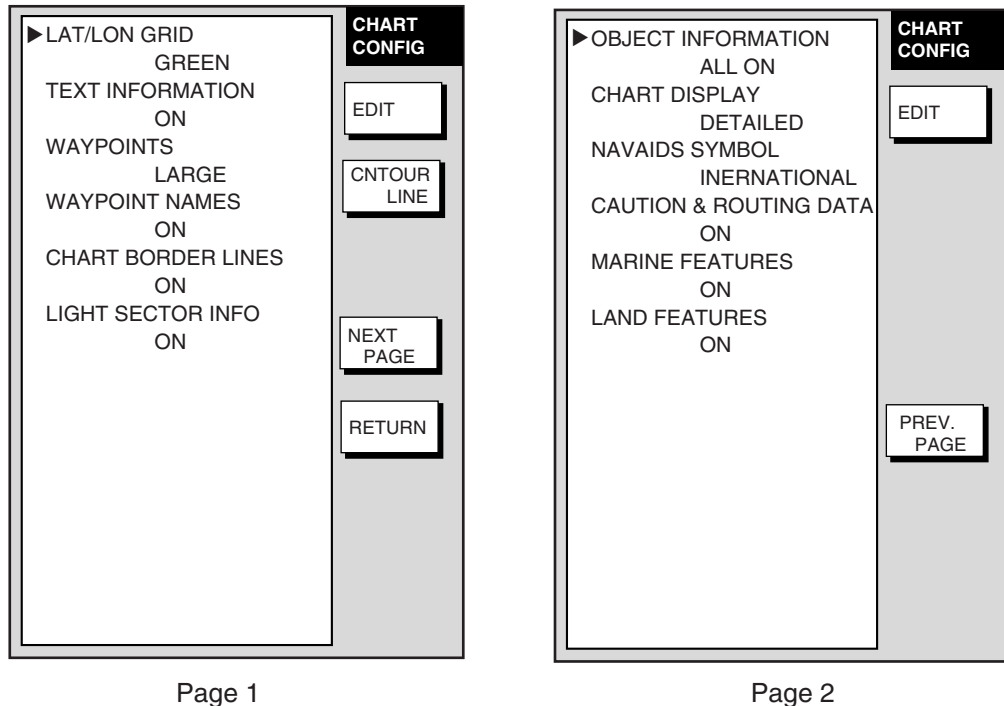 ▶LAT/LON GRID
GREEN
TEXT INFORMATION
ON
WAYPOINTS
LARGE
WAYPOINT NAMES
ON
CHART BORDER LINES
ON
LIGHT SECTOR INFO
ON
CHART
CONFIG
EDIT
CNTOUR
LINE
NEXT
PAGE
RETURN
Page 1
▶OBJECT INFORMATION
ALL ON
CHART DISPLAY
DETAILED
NAVAIDS SYMBOL
INERNATIONAL
CAUTION & ROUTING DATA
ON
MARINE FEATURES
ON
LAND FEATURES
ON
CHART
CONFIG
EDIT
PREV.
PAGE
Page 2